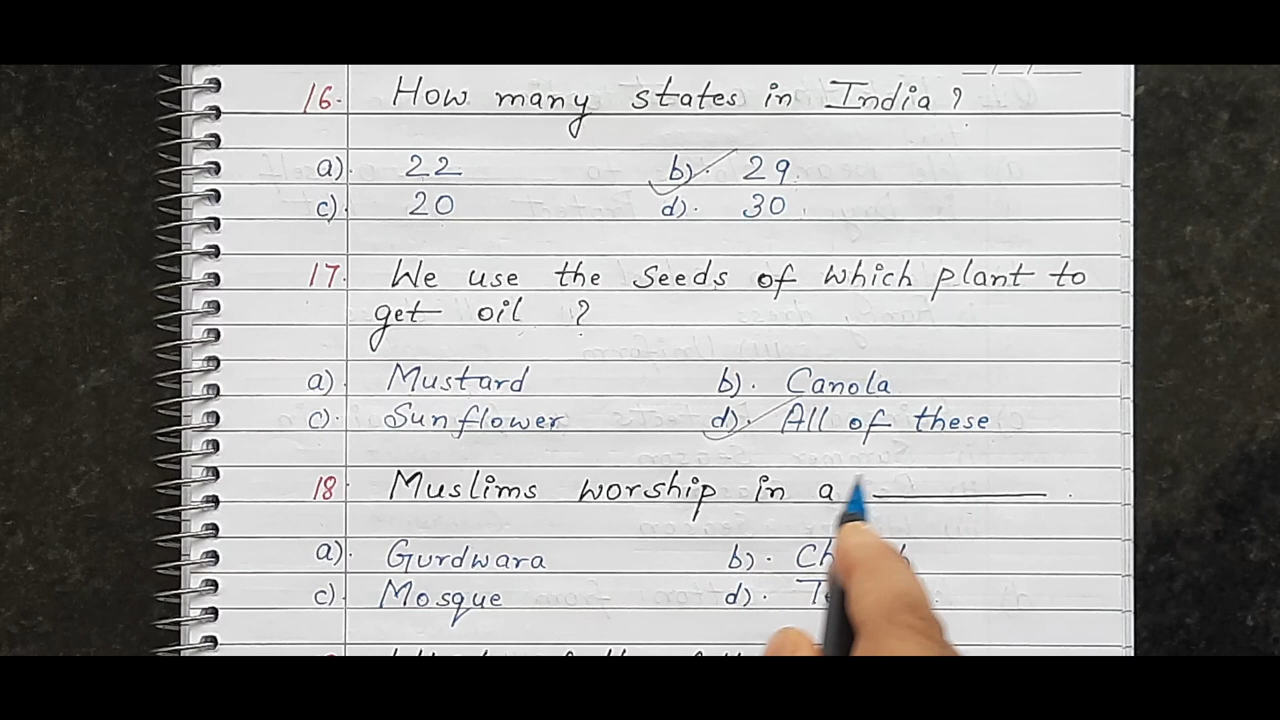 16. How many states in India?
a). 22 b). 29.
c). 20 d). 30.
17. We use the seeds of which plant to
get oil ?
a). Mustard b). Canola
c). Sunflower d). All of these
18 Muslims worship in a ________ .
a). Gurdwara b).
c). Mosque d).